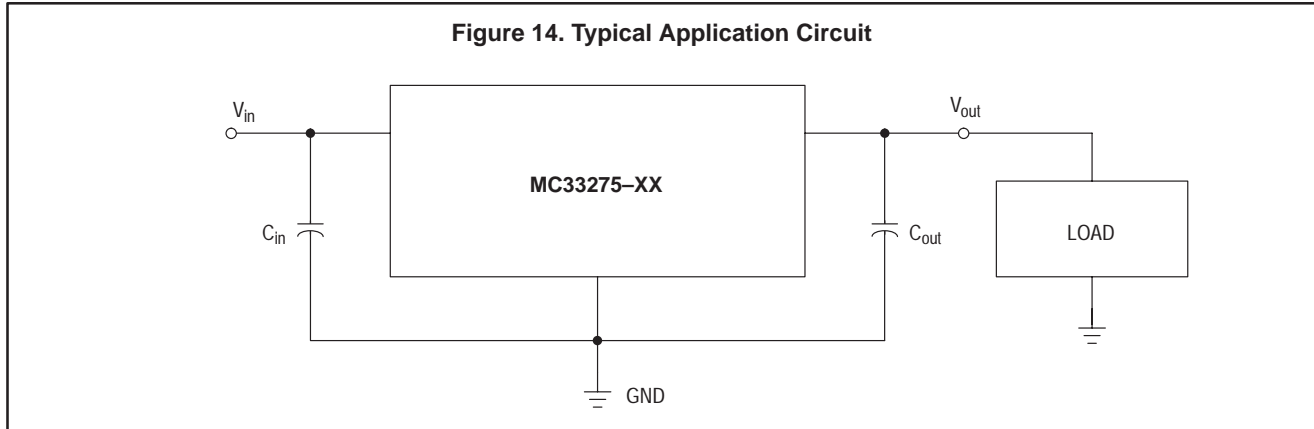 Figure 14. Typical Application Circuit
Vin
Vout
MC33275–XX
Cin
Cout
LOAD
GND